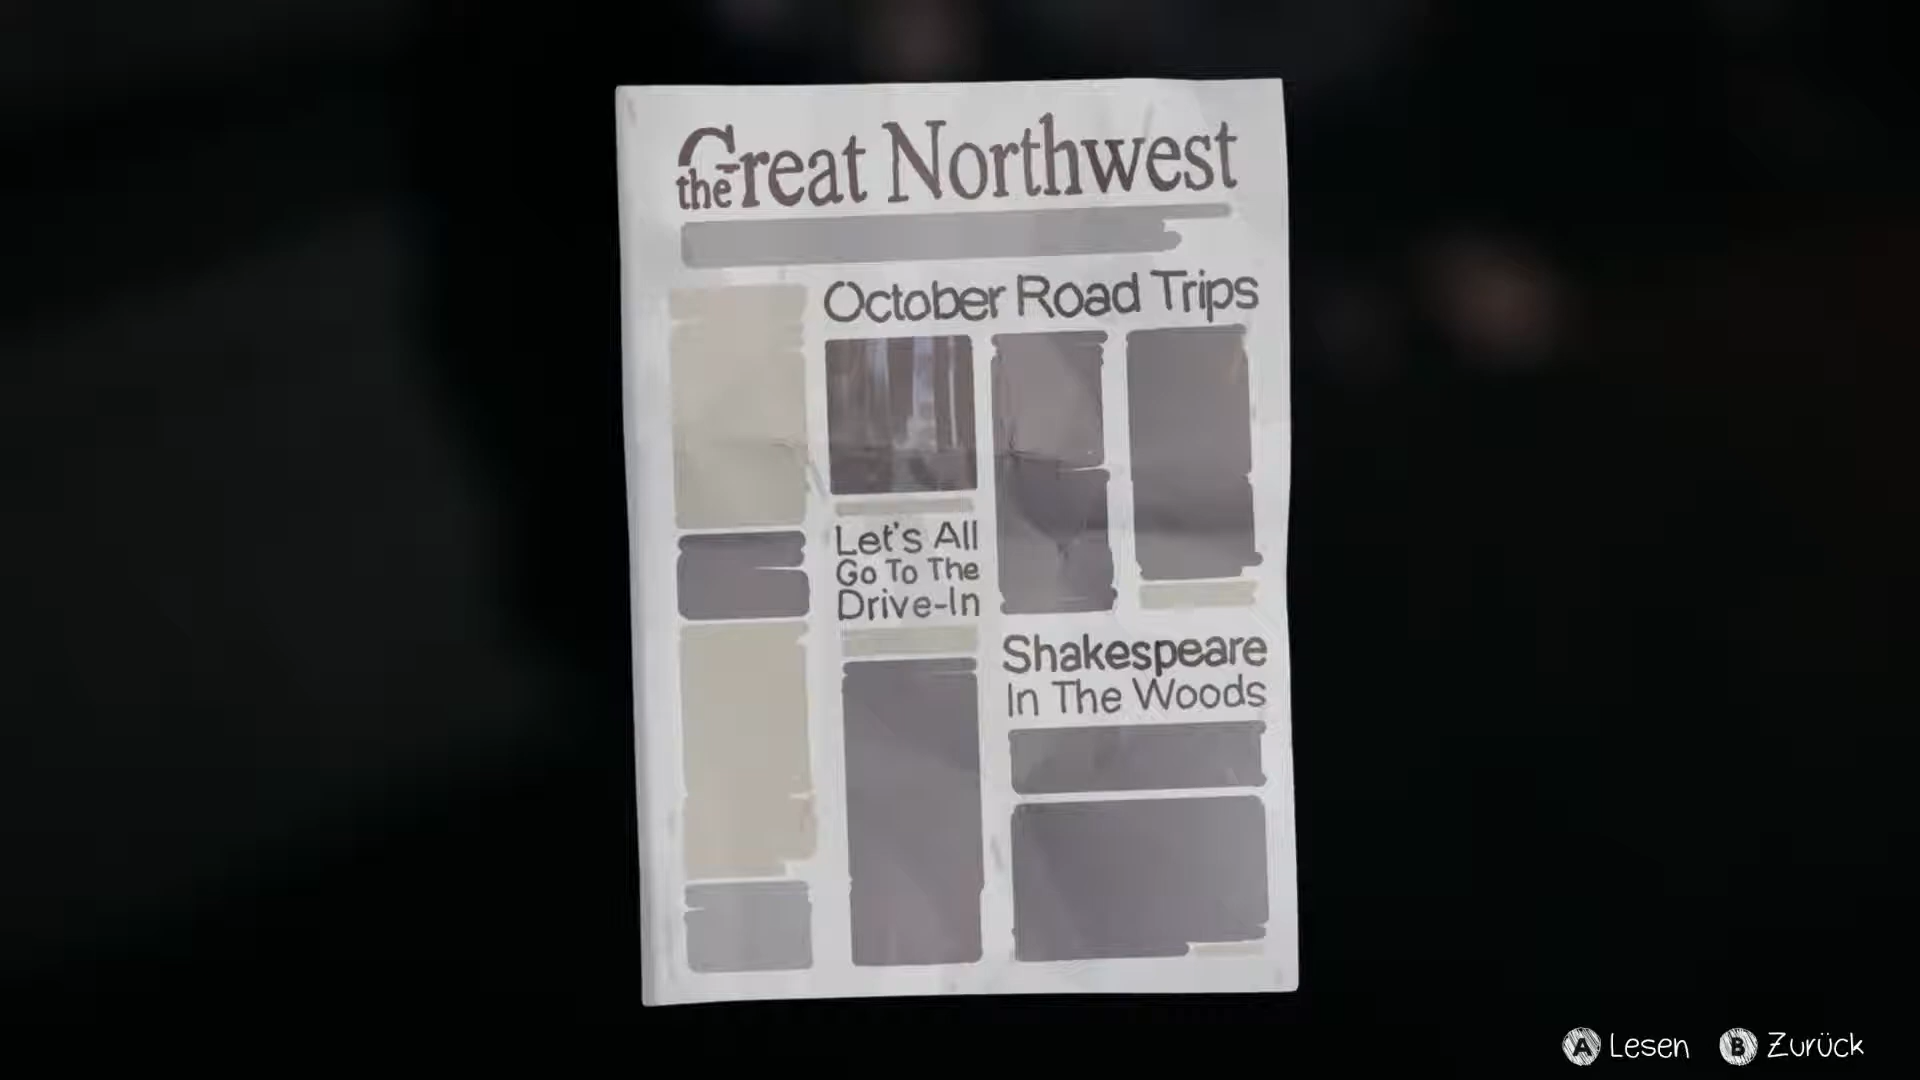 the Great Northwest
October Road Trips
Let's All
Go To The
Drive-In
Shakespeare
In The Woods
A Lesen B Zurück